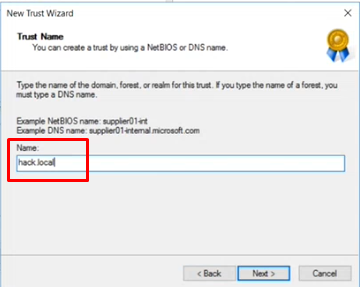 New Trust Wizard
Trust Name
You can create a trust by using a NetBIOS or DNS name.
Type the name of the domain, forest, or realm for this trust. If you type the name of a forest, you
must type a DNS name.
Example NetBIOS name: supplier01-int
Example DNS name: supplier01-internal.microsoft.com
Name:
hack.local
< Back
Next >
Cancel